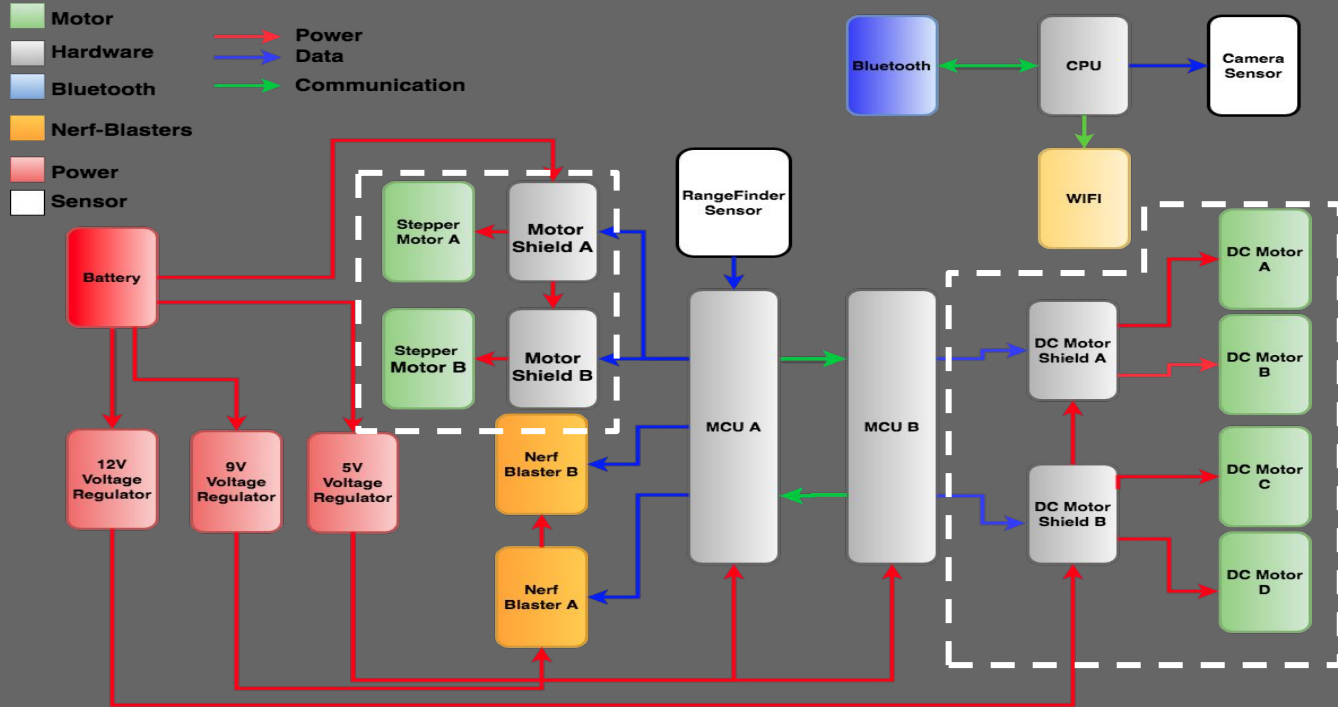 Motor
Hardware
Bluetooth
Nerf-Blasters
Power
Sensor
Power
Data
Communication
Bluetooth
CPU
Camera
Sensor
WIFI
RangeFinder
Sensor
Stepper
Motor A
Motor
Shield A
Stepper
Motor B
Motor
Shield B
Battery
12V
Voltage
Regulator
9V
Voltage
Regulator
5V
Voltage
Regulator
Nerf
Blaster B
Nerf
Blaster A
MCU A
MCU B
DC Motor
Shield A
DC Motor
Shield B
DC Motor
A
DC Motor
B
DC Motor
C
DC Motor
D